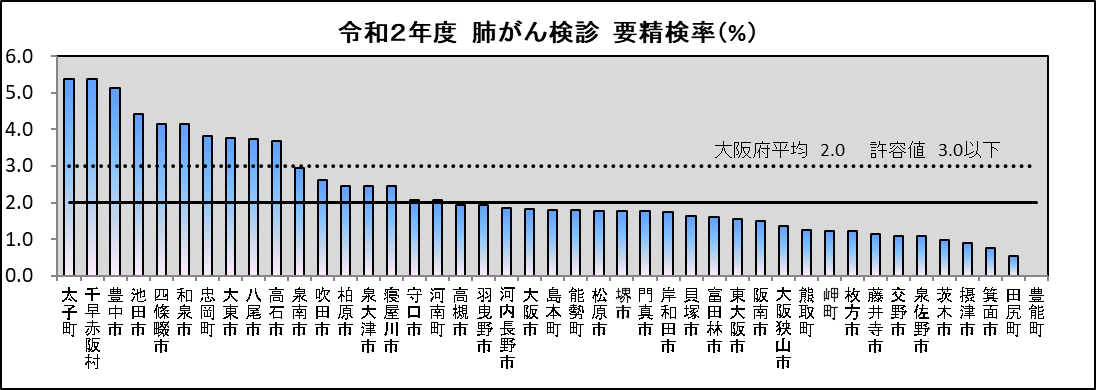 令和2年度 肺がん検診 要精検率(%)
6.0
5.0
4.0
3.0
2.0
1.0
0.0
大阪府平均 2.0 許容値 3.0以下
太子町
千早赤阪村
豊中市
池田市
四條畷市
和泉市
忠岡町
大東市
八尾市
高石市
泉南市
吹田市
柏原市
泉大津市
寝屋川市
守口市
河南町
高槻市
羽曳野市
河内長野市
大阪市
島本町
能勢町
松原市
堺市
門真市
岸和田市
貝塚市
富田林市
東大阪市
阪南市
大阪狭山市
熊取町
岬町
枚方市
藤井寺市
交野市
泉佐野市
茨木市
摂津市
箕面市
田尻町
豊能町